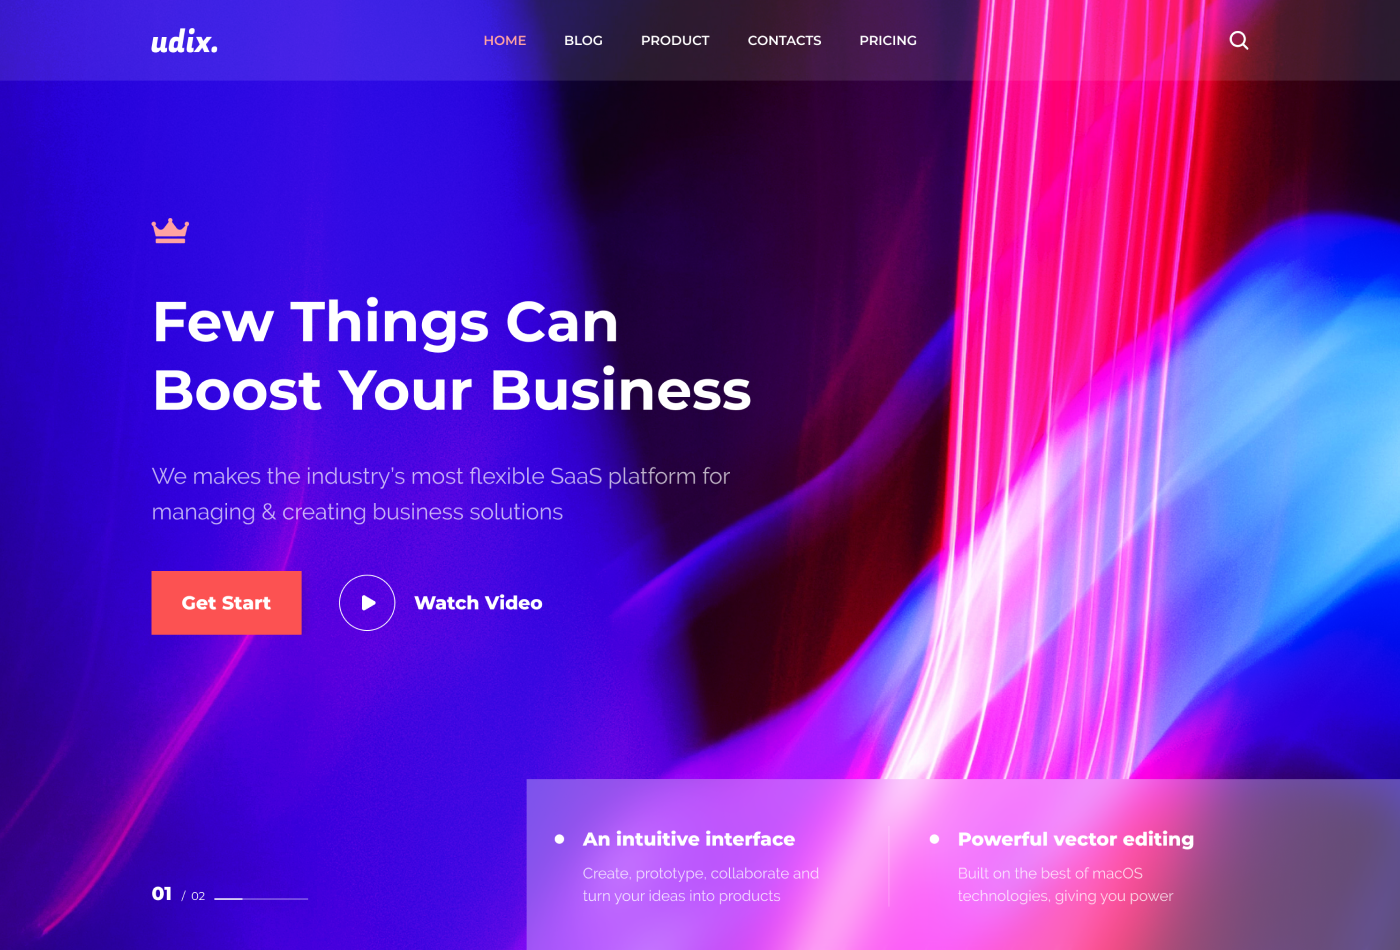 udix.
HOME BLOG PRODUCT CONTACTS PRICING
Few Things Can
Boost Your Business
We makes the industry's most flexible SaaS platform for
managing & creating business solutions
Get Start
Watch Video
An intuitive interface
Create, prototype, collaborate and
turn your ideas into products
Powerful vector editing
Built on the best of macOS
technologies, giving you power
01 / 02